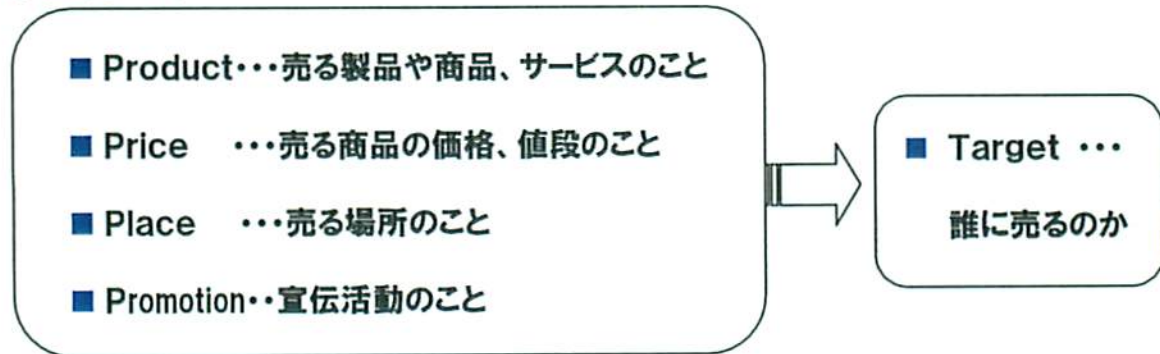 ■ Product・・・売る製品や商品、サービスのこと
■ Price ・・・売る商品の価格、値段のこと
■ Place ・・・売る場所のこと
■ Promotion・・宣伝活動のこと
■ Target ・・・
誰に売るのか